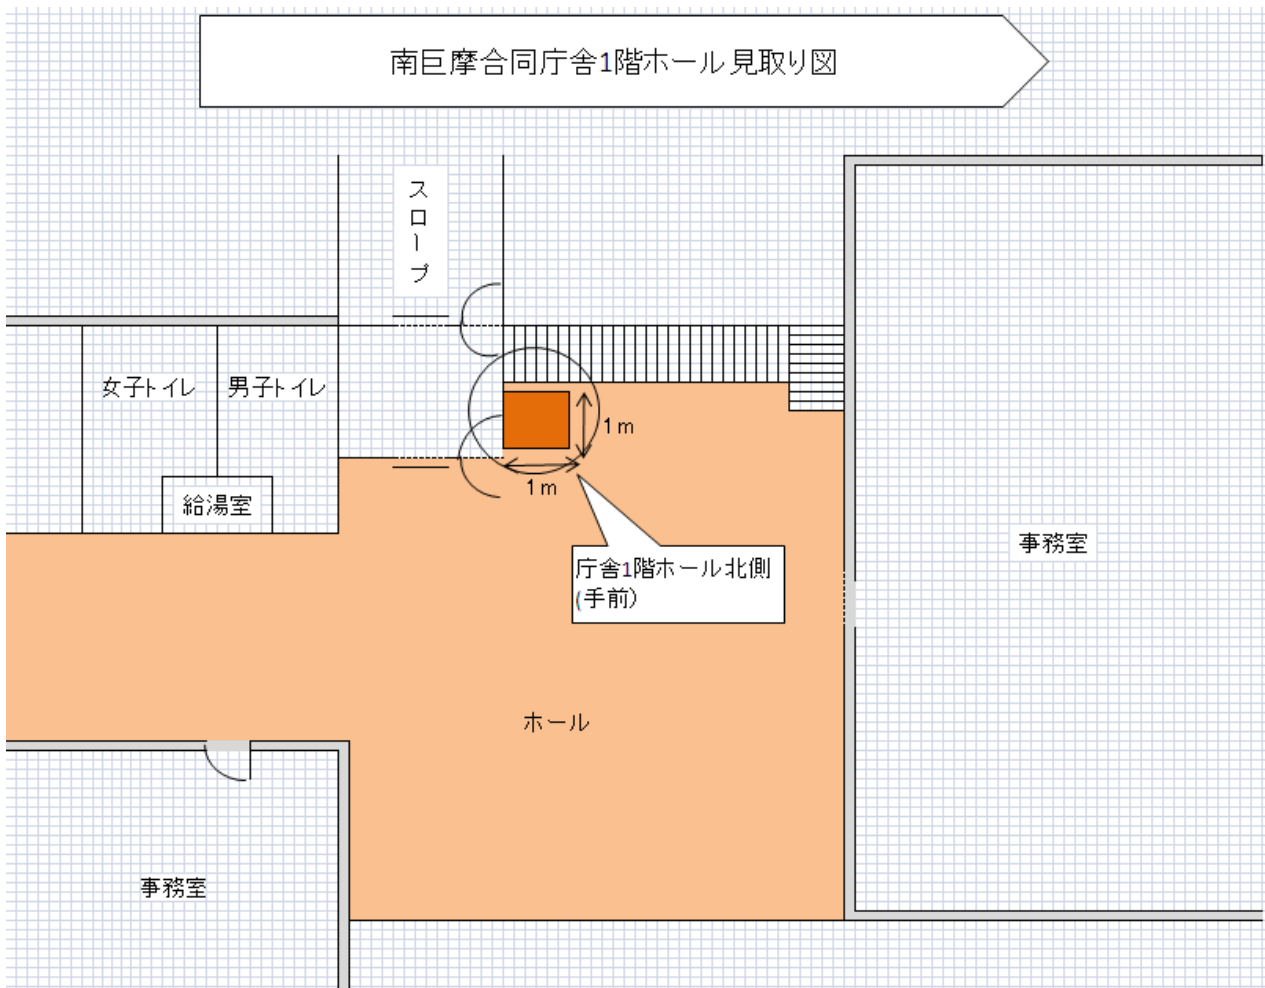 南巨摩合同庁舎1階ホール見取り図
スロープ
女子トイレ
男子トイレ
1m
1m
給湯室
庁舎1階ホール北側
(手前)
事務室
ホール
事務室